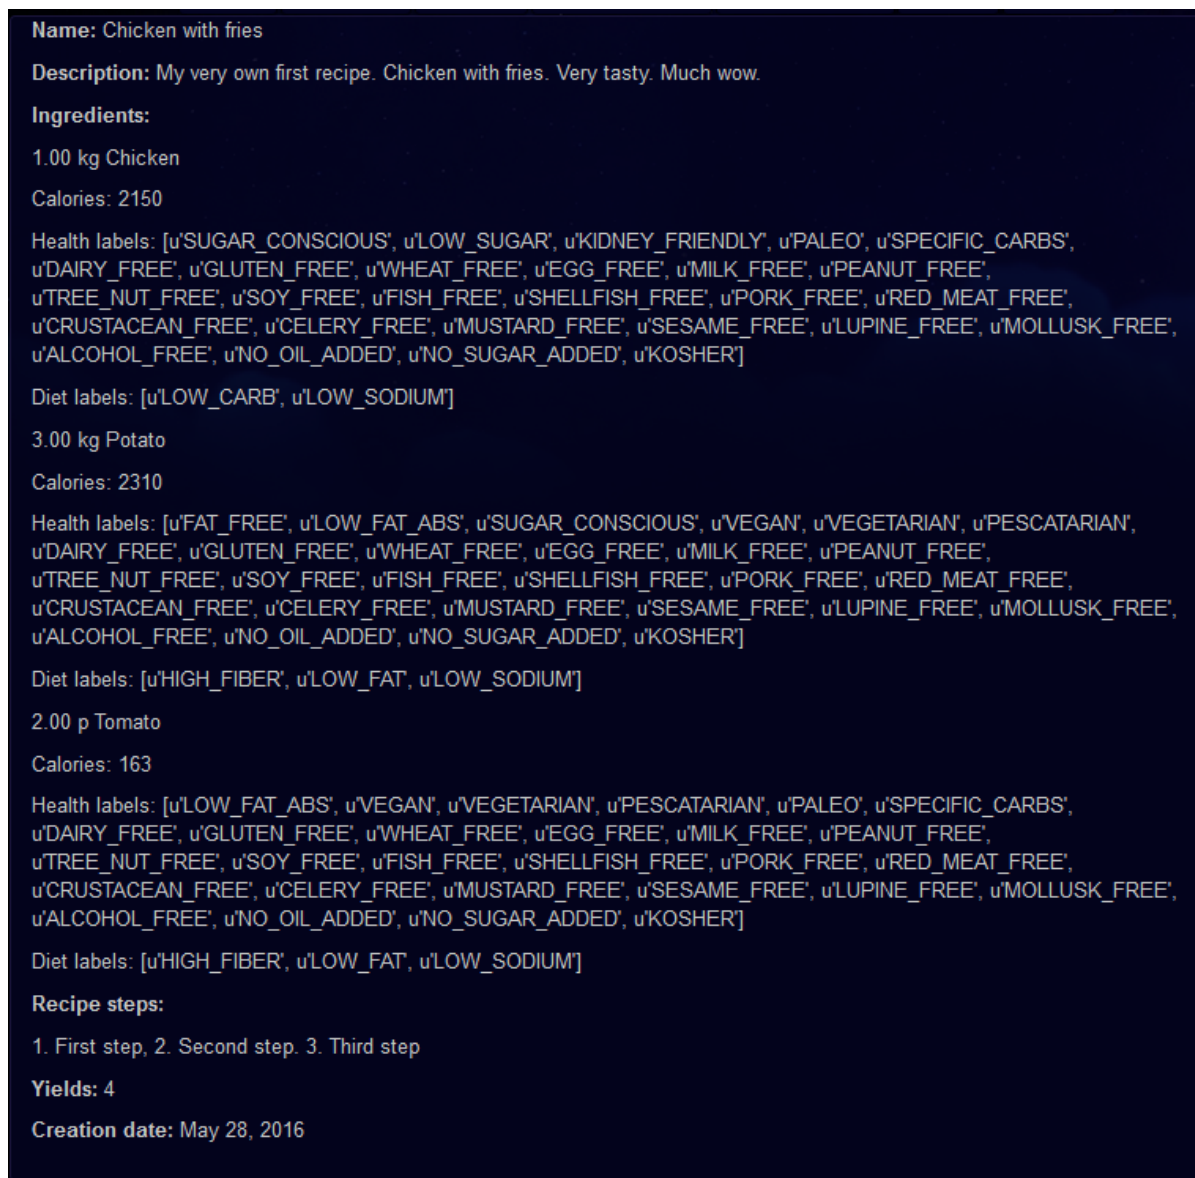 Name: Chicken with fries
Description: My very own first recipe. Chicken with fries. Very tasty. Much wow.
Ingredients:
1.00 kg Chicken
Calories: 2150
Health labels: [u'SUGAR_CONSCIOUS', u'LOW_SUGAR', u'KIDNEY_FRIENDLY', u'PALEO', u'SPECIFIC_CARBS',
u'DAIRY_FREE', u'GLUTEN_FREE', u'WHEAT_FREE', u'EGG_FREE', u'MILK_FREE', u'PEANUT_FREE',
u'TREE_NUT_FREE', u'SOY_FREE', u'FISH_FREE', u'SHELLFISH_FREE', u'PORK_FREE', u'RED_MEAT_FREE',
u'CRUSTACEAN_FREE', u'CELERY_FREE', u'MUSTARD_FREE', u'SESAME_FREE', u'LUPINE_FREE', u'MOLLUSK_FREE',
u'ALCOHOL_FREE', u'NO_OIL_ADDED', u'NO_SUGAR_ADDED', u'KOSHER']
Diet labels: [u'LOW_CARB', u'LOW_SODIUM']
3.00 kg Potato
Calories: 2310
Health labels: [u'FAT_FREE', u'LOW_FAT_ABS', u'SUGAR_CONSCIOUS', u'VEGAN', u'VEGETARIAN', u'PESCATARIAN',
u'DAIRY_FREE', u'GLUTEN_FREE', u'WHEAT_FREE', u'EGG_FREE', u'MILK_FREE', u'PEANUT_FREE',
u'TREE_NUT_FREE', u'SOY_FREE', u'FISH_FREE', u'SHELLFISH_FREE', u'PORK_FREE', u'RED_MEAT_FREE',
u'CRUSTACEAN_FREE', u'CELERY_FREE', u'MUSTARD_FREE', u'SESAME_FREE', u'LUPINE_FREE', u'MOLLUSK_FREE',
u'ALCOHOL_FREE', u'NO_OIL_ADDED', u'NO_SUGAR_ADDED', u'KOSHER']
Diet labels: [u'HIGH_FIBER', u'LOW_FAT', u'LOW_SODIUM']
2.00 p Tomato
Calories: 163
Health labels: [u'LOW_FAT_ABS', u'VEGAN', u'VEGETARIAN', u'PESCATARIAN', u'PALEO', u'SPECIFIC_CARBS',
u'DAIRY_FREE', u'GLUTEN_FREE', u'WHEAT_FREE', u'EGG_FREE', u'MILK_FREE', u'PEANUT_FREE',
u'TREE_NUT_FREE', u'SOY_FREE', u'FISH_FREE', u'SHELLFISH_FREE', u'PORK_FREE', u'RED_MEAT_FREE',
u'CRUSTACEAN_FREE', u'CELERY_FREE', u'MUSTARD_FREE', u'SESAME_FREE', u'LUPINE_FREE', u'MOLLUSK_FREE',
u'ALCOHOL_FREE', u'NO_OIL_ADDED', u'NO_SUGAR_ADDED', u'KOSHER']
Diet labels: [u'HIGH_FIBER', u'LOW_FAT', u'LOW_SODIUM']
Recipe steps:
1. First step, 2. Second step. 3. Third step
Yields: 4
Creation date: May 28, 2016